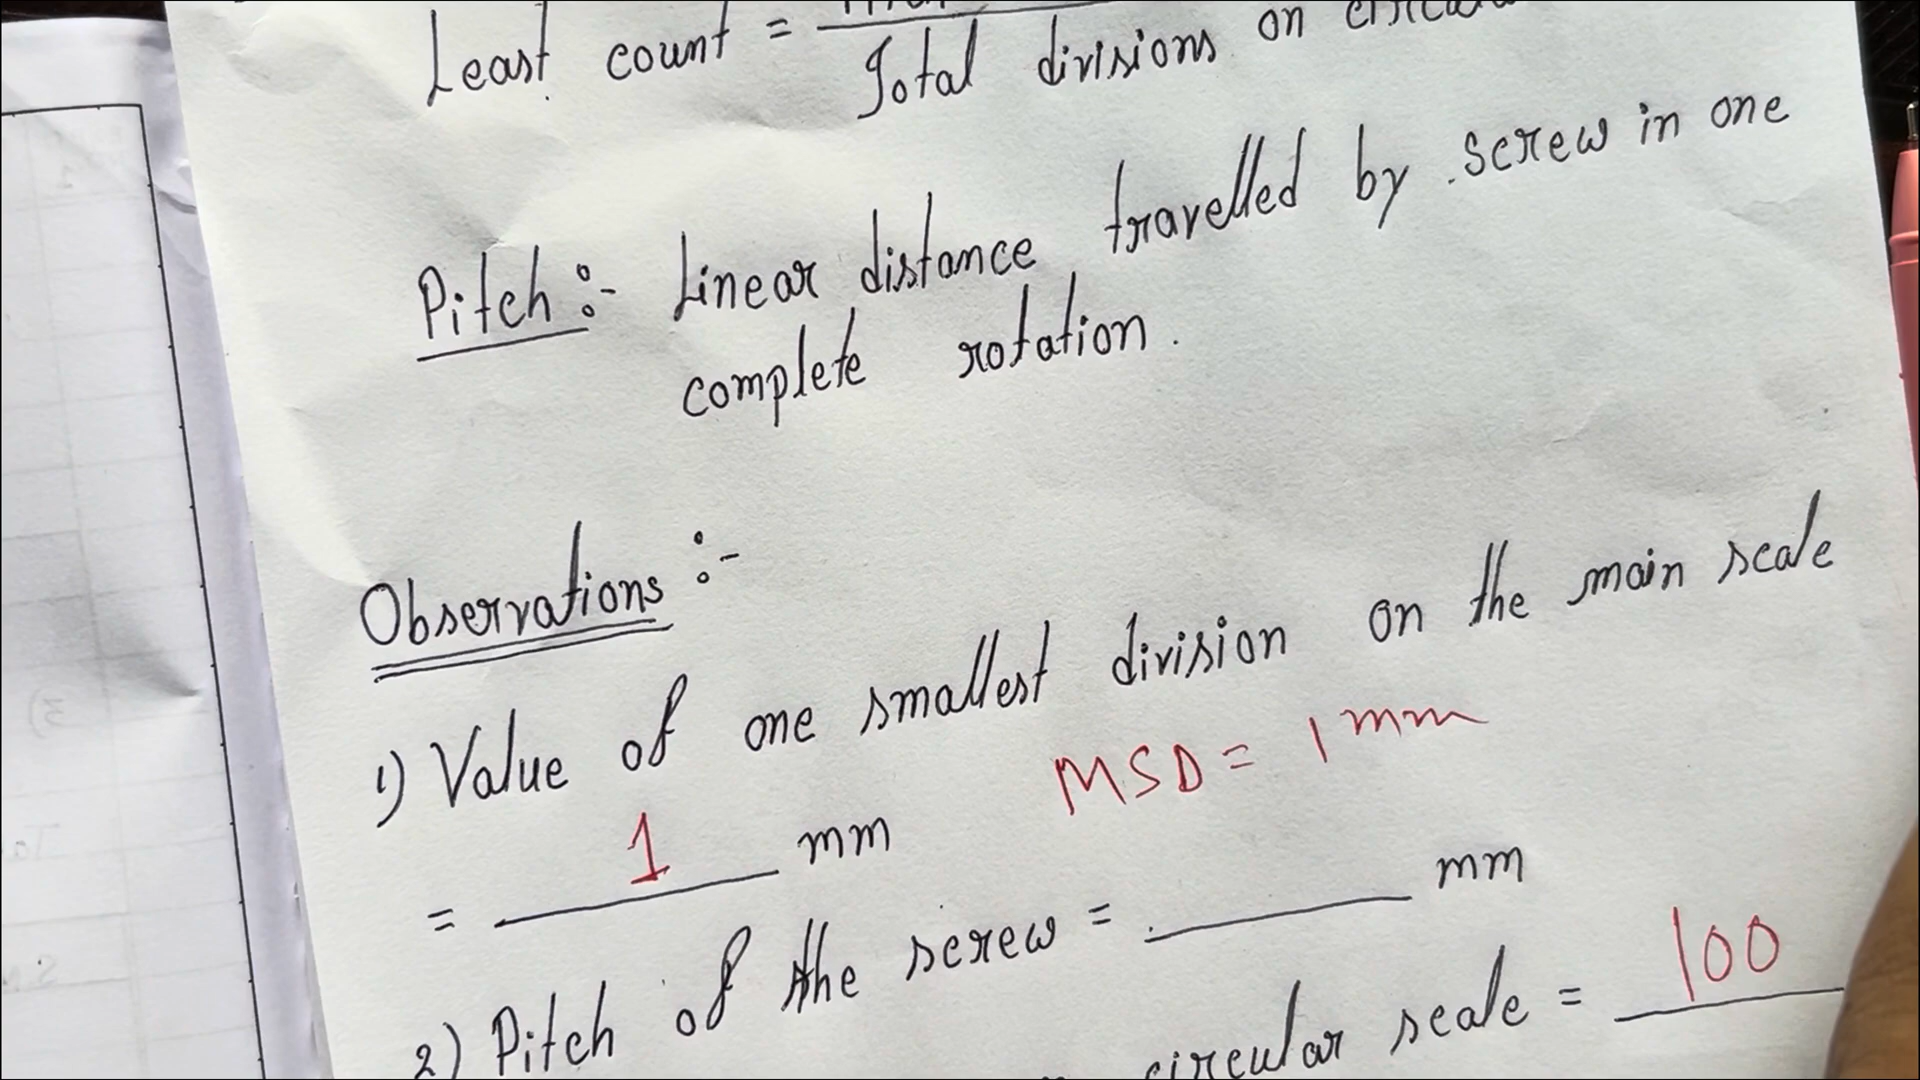 Least count =
Total divisions on
Pitch :- Linear distance travelled by screw in one
complete rotation.
Observations :-
1) Value of one smallest division on the main scale
MSD = 1 mm
= 1 mm
2) Pitch of the screw = mm
circular scale = 100